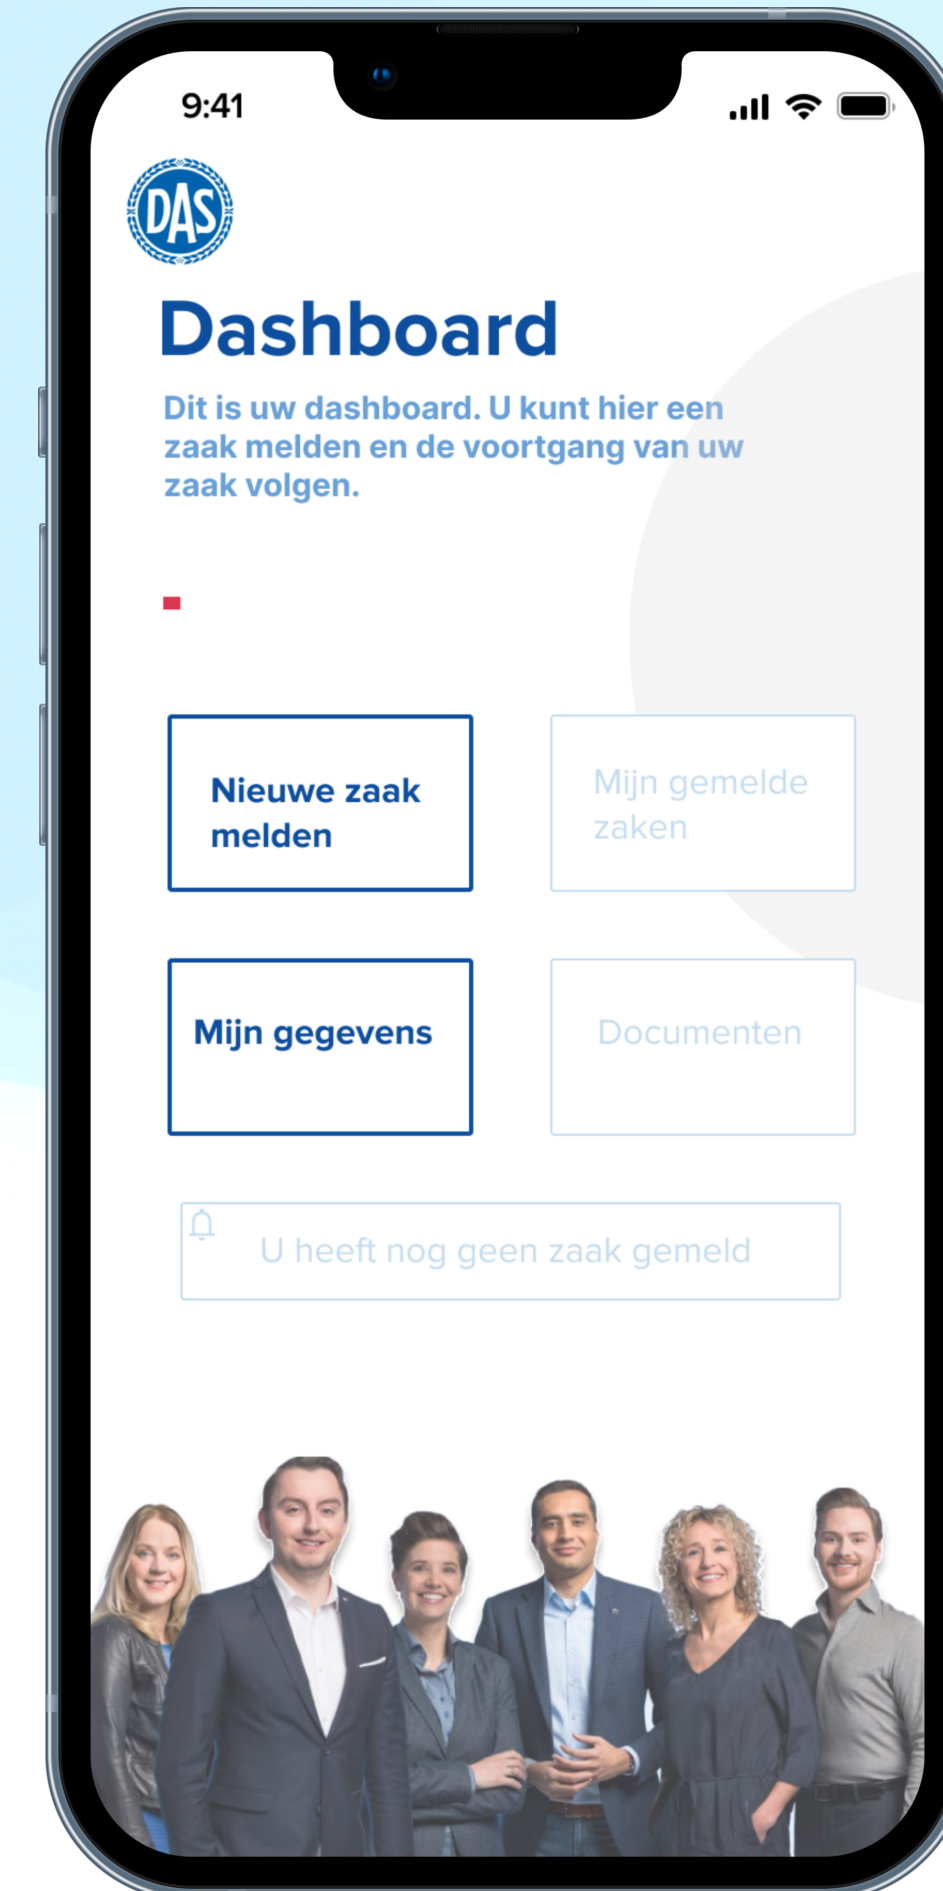 9:41
DAS
Dashboard
Dit is uw dashboard. U kunt hier een
zaak melden en de voortgang van uw
zaak volgen.
Nieuwe zaak
melden
Mijn gemelde
zaken
Mijn gegevens
Documenten
U heeft nog geen zaak gemeld